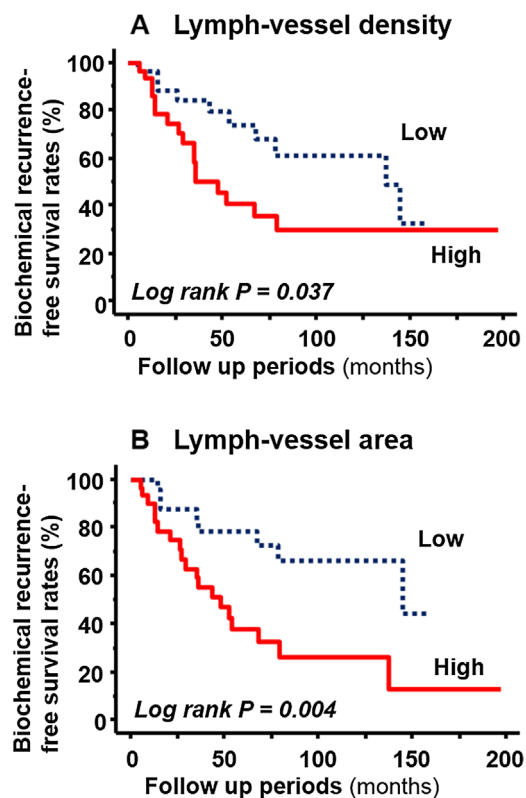 A Lymph-vessel density
Biochemical recurrence-
free survival rates (%)
100
80
60
40
20
0
Low
High
Log rank P = 0.037
0 50 100 150 200
Follow up periods (months)
B Lymph-vessel area
Biochemical recurrence-
free survival rates (%)
100
80
60
40
20
0
Low
High
Log rank P = 0.004
0 50 100 150 200
Follow up periods (months)